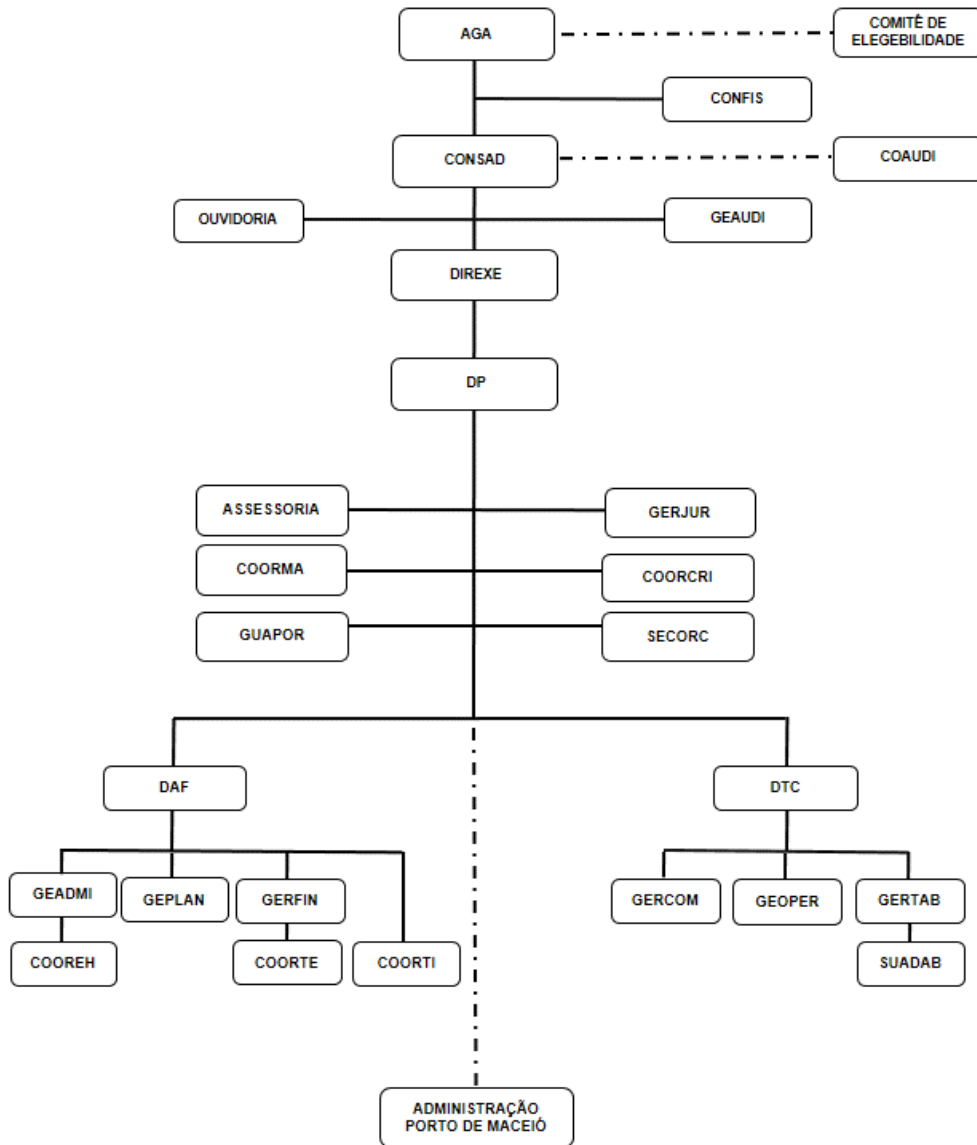 AGA
COMITÊ DE
ELEGEBILIDADE
CONFIS
CONSAD
COAUDI
OUVIDORIA
GEAUDI
DIREXE
DP
ASSESSORIA
GERJUR
COORMA
COORCRI
GUAPOR
SECORC
DAF
DTC
GEADMI
GEPLAN
GERFIN
GERCOM
GEOPER
GERTAB
COOREH
COORTE
COORTI
SUADAB
ADMINISTRAÇÃO
PORTO DE MACEIÓ